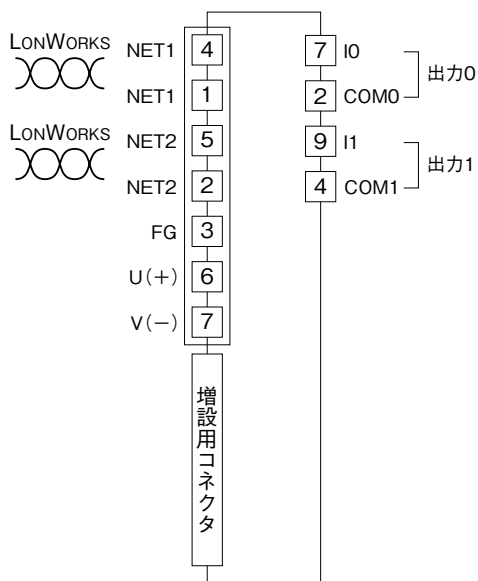 LONWORKS
NET1 4
NET1 1
LONWORKS
NET2 5
NET2 2
FG 3
U(+) 6
V(−) 7
増設用コネクタ
7 I0
2 COM0
出力0
9 I1
4 COM1
出力1